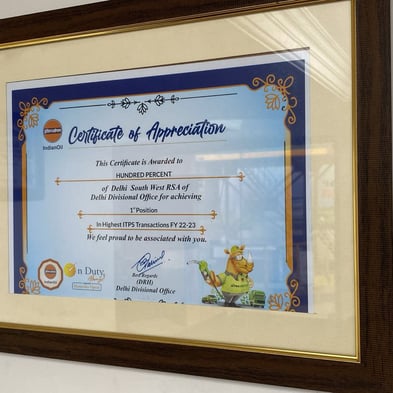 IndianOil
Certificate of Appreciation
This Certificate is Awarded to
HUNDRED PERCENT
of Delhi South West RSA of
Delhi Divisional Office for achieving
1st Position
In Highest ITPS Transactions FY 22-23
We feel proud to be associated with you.
n Duty,
Best Regards
(DRH)
Delhi Divisional Office